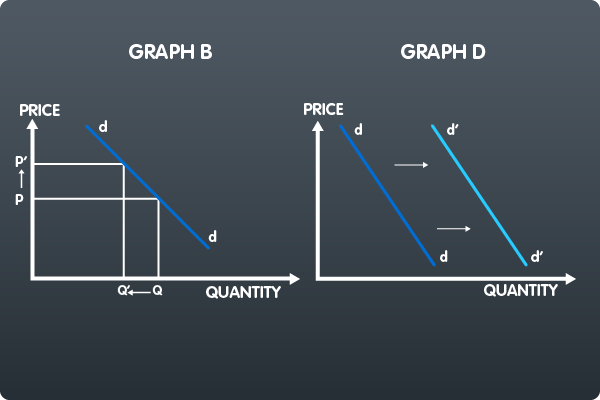 GRAPH B
PRICE
d
P′
P
d
Q′
Q
QUANTITY
GRAPH D
PRICE
d
d′
d
d′
QUANTITY